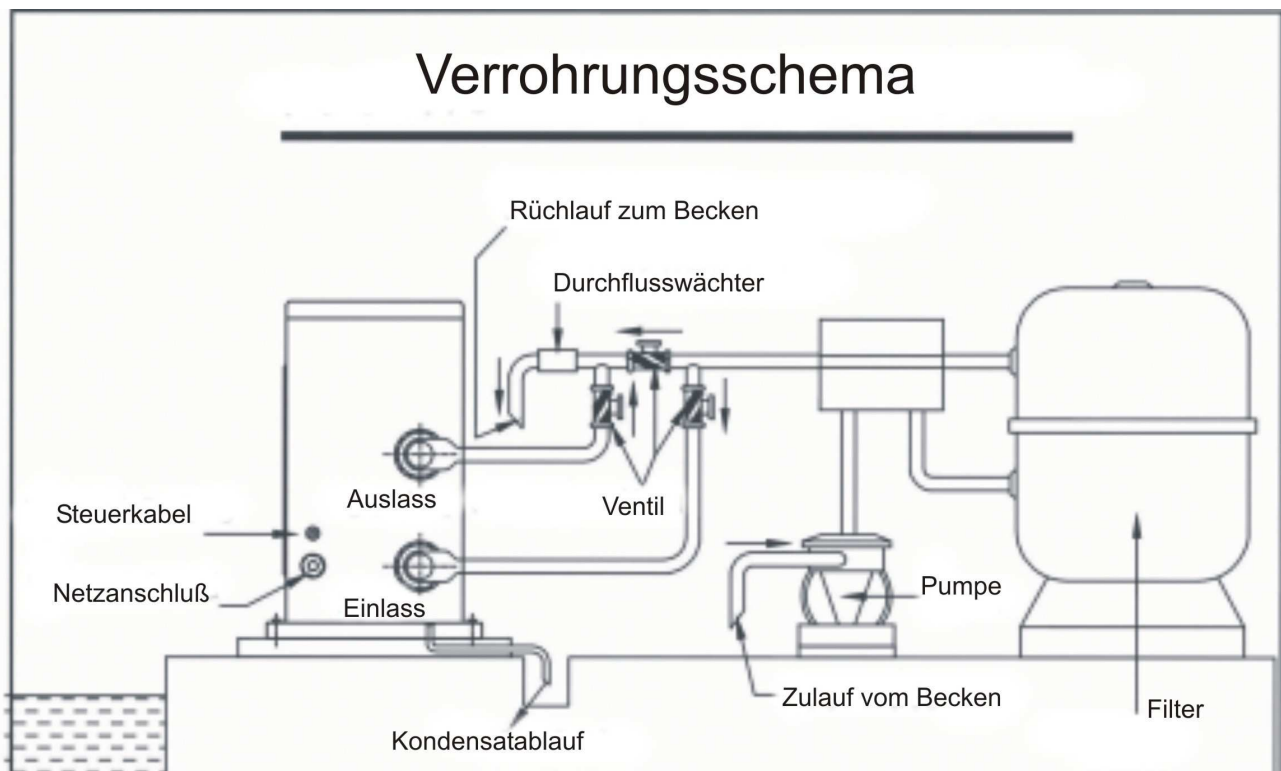 Verrohrungsschema
Rüchlauf zum Becken
Durchflusswächter
Auslass
Ventil
Steuerkabel
Netzanschluß
Einlass
Pumpe
Zulauf vom Becken
Filter
Kondensatablauf